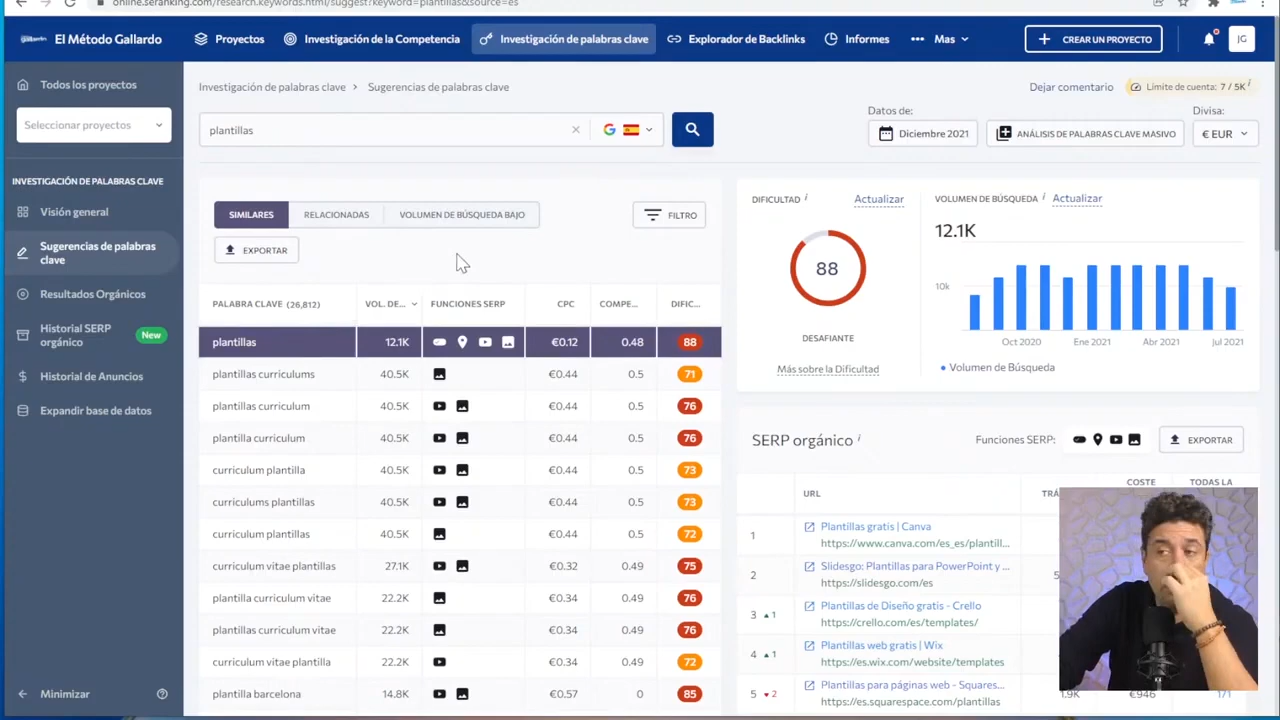 online.seranking.com/research.keywords.html/suggest?keyword=plantillas&source=es
gallardo El Método Gallardo Proyectos Investigación de la Competencia Investigación de palabras clave Explorador de Backlinks Informes Mas CREAR UN PROYECTO JG
Todos los proyectos
Seleccionar proyectos
INVESTIGACIÓN DE PALABRAS CLAVE
Visión general
Sugerencias de palabras
clave
Resultados Orgánicos
Historial SERP
orgánico
New
Historial de Anuncios
Expandir base de datos
Minimizar
Investigación de palabras clave > Sugerencias de palabras clave
Dejar comentario
Límite de cuenta: 7 / 5K
plantillas
Datos de:
Diciembre 2021
ANÁLISIS DE PALABRAS CLAVE MASIVO
Divisa:
€ EUR
SIMILARES RELACIONADAS VOLUMEN DE BÚSQUEDA BAJO FILTRO
EXPORTAR
PALABRA CLAVE (26,812) VOL. DE... FUNCIONES SERP CPC COMPE... DIFIC...
plantillas 12.1K €0.12 0.48 88
plantillas curriculums 40.5K €0.44 0.5 71
plantillas curriculum 40.5K €0.44 0.5 76
plantilla curriculum 40.5K €0.44 0.5 76
curriculum plantilla 40.5K €0.44 0.5 73
curriculums plantillas 40.5K €0.44 0.5 73
curriculum plantillas 40.5K €0.44 0.5 72
curriculum vitae plantillas 27.1K €0.32 0.49 75
plantilla curriculum vitae 22.2K €0.34 0.49 76
plantillas curriculum vitae 22.2K €0.34 0.49 76
curriculum vitae plantilla 22.2K €0.34 0.49 72
plantilla barcelona 14.8K €0.57 0 85
DIFICULTAD i Actualizar
88
DESAFIANTE
Más sobre la Dificultad
VOLUMEN DE BÚSQUEDA i Actualizar
12.1K
10k
Oct 2020 Ene 2021 Abr 2021 Jul 2021
Volumen de Búsqueda
SERP orgánico i
Funciones SERP:
EXPORTAR
URL TRÁ COSTE TODAS LA
1 Plantillas gratis | Canva
https://www.canva.com/es_es/plantill...
2 Slidesgo: Plantillas para PowerPoint y ...
https://slidesgo.com/es
3 1 Plantillas de Diseño gratis - Crello
https://crello.com/es/templates/
4 1 Plantillas web gratis | Wix
https://es.wix.com/website/templates
5 2 Plantillas para páginas web - Squares...
https://es.squarespace.com/plantillas
1.9K €946 171